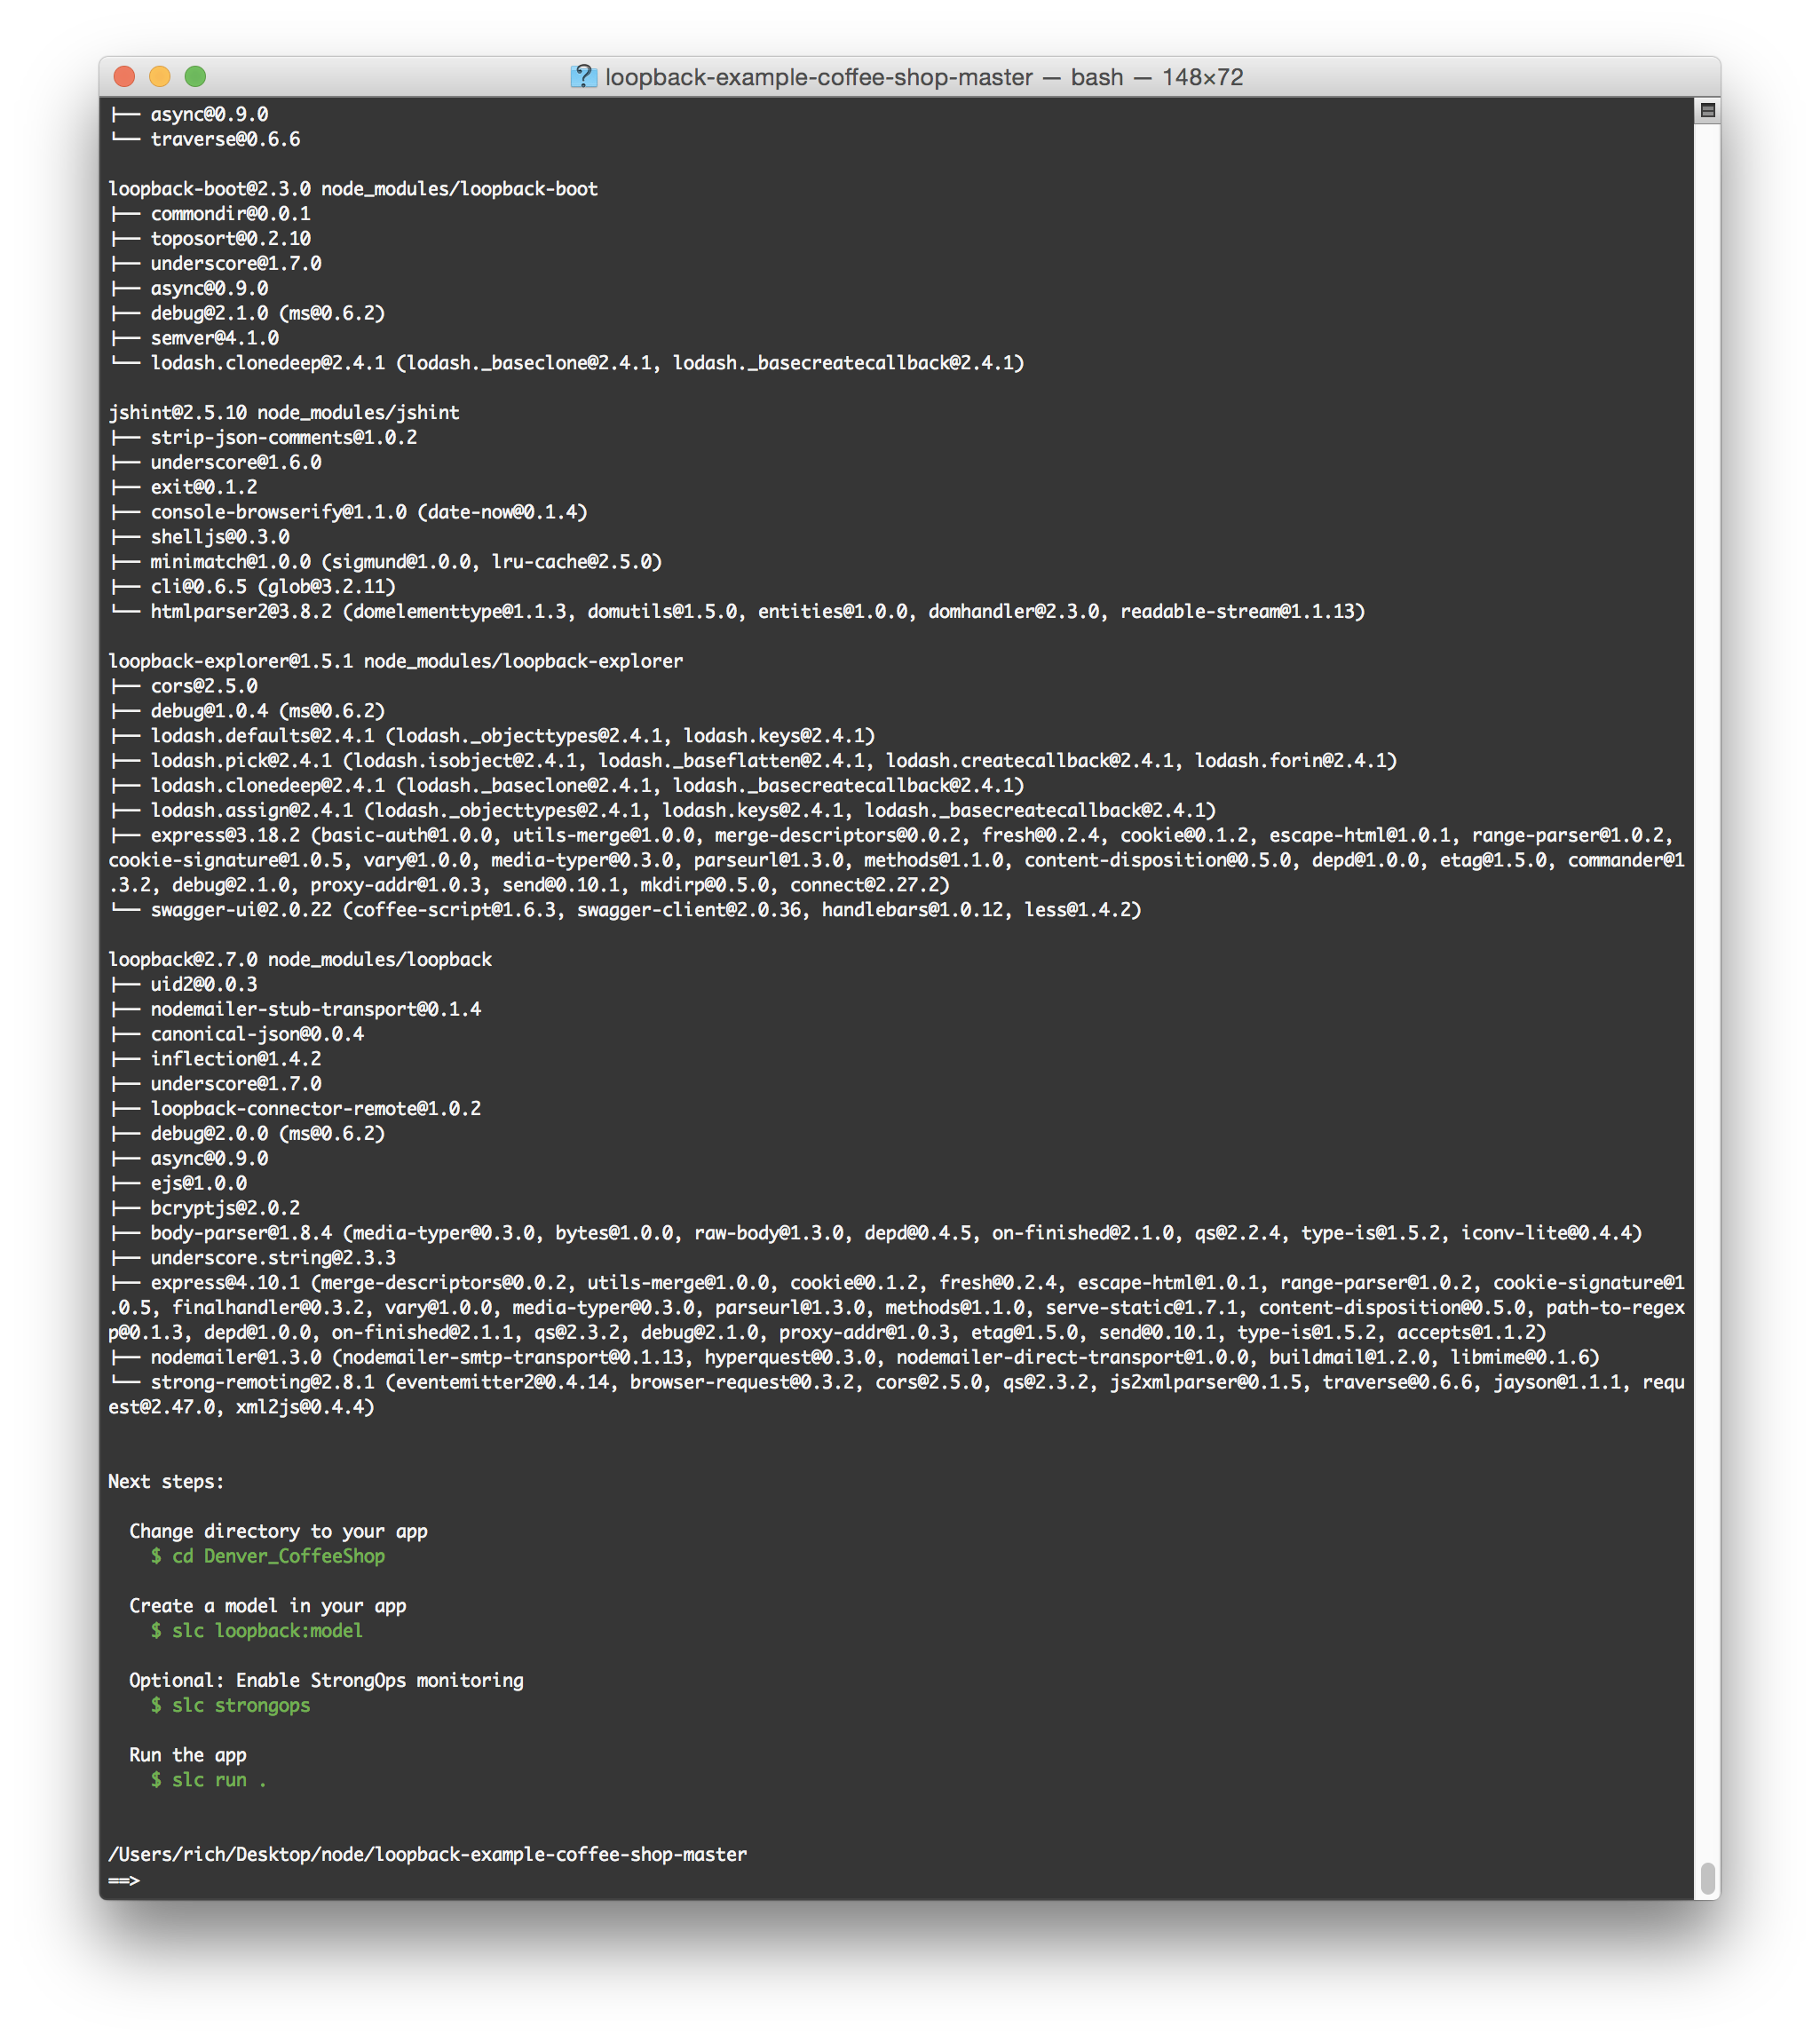 loopback-example-coffee-shop-master — bash — 148×72
├── async@0.9.0
└── traverse@0.6.6
loopback-boot@2.3.0 node_modules/loopback-boot
├── commondir@0.0.1
├── toposort@0.2.10
├── underscore@1.7.0
├── async@0.9.0
├── debug@2.1.0 (ms@0.6.2)
├── semver@4.1.0
└── lodash.clonedeep@2.4.1 (lodash._baseclone@2.4.1, lodash._basecreatecallback@2.4.1)
jshint@2.5.10 node_modules/jshint
├── strip-json-comments@1.0.2
├── underscore@1.6.0
├── exit@0.1.2
├── console-browserify@1.1.0 (date-now@0.1.4)
├── shelljs@0.3.0
├── minimatch@1.0.0 (sigmund@1.0.0, lru-cache@2.5.0)
├── cli@0.6.5 (glob@3.2.11)
└── htmlparser2@3.8.2 (domelementtype@1.1.3, domutils@1.5.0, entities@1.0.0, domhandler@2.3.0, readable-stream@1.1.13)
loopback-explorer@1.5.1 node_modules/loopback-explorer
├── cors@2.5.0
├── debug@1.0.4 (ms@0.6.2)
├── lodash.defaults@2.4.1 (lodash._objecttypes@2.4.1, lodash.keys@2.4.1)
├── lodash.pick@2.4.1 (lodash.isobject@2.4.1, lodash._baseflatten@2.4.1, lodash.createcallback@2.4.1, lodash.forin@2.4.1)
├── lodash.clonedeep@2.4.1 (lodash._baseclone@2.4.1, lodash._basecreatecallback@2.4.1)
├── lodash.assign@2.4.1 (lodash._objecttypes@2.4.1, lodash.keys@2.4.1, lodash._basecreatecallback@2.4.1)
├── express@3.18.2 (basic-auth@1.0.0, utils-merge@1.0.0, merge-descriptors@0.0.2, fresh@0.2.4, cookie@0.1.2, escape-html@1.0.1, range-parser@1.0.2,
cookie-signature@1.0.5, vary@1.0.0, media-typer@0.3.0, parseurl@1.3.0, methods@1.1.0, content-disposition@0.5.0, depd@1.0.0, etag@1.5.0, commander@1
.3.2, debug@2.1.0, proxy-addr@1.0.3, send@0.10.1, mkdirp@0.5.0, connect@2.27.2)
└── swagger-ui@2.0.22 (coffee-script@1.6.3, swagger-client@2.0.36, handlebars@1.0.12, less@1.4.2)
loopback@2.7.0 node_modules/loopback
├── uid2@0.0.3
├── nodemailer-stub-transport@0.1.4
├── canonical-json@0.0.4
├── inflection@1.4.2
├── underscore@1.7.0
├── loopback-connector-remote@1.0.2
├── debug@2.0.0 (ms@0.6.2)
├── async@0.9.0
├── ejs@1.0.0
├── bcryptjs@2.0.2
├── body-parser@1.8.4 (media-typer@0.3.0, bytes@1.0.0, raw-body@1.3.0, depd@0.4.5, on-finished@2.1.0, qs@2.2.4, type-is@1.5.2, iconv-lite@0.4.4)
├── underscore.string@2.3.3
├── express@4.10.1 (merge-descriptors@0.0.2, utils-merge@1.0.0, cookie@0.1.2, fresh@0.2.4, escape-html@1.0.1, range-parser@1.0.2, cookie-signature@1
.0.5, finalhandler@0.3.2, vary@1.0.0, media-typer@0.3.0, parseurl@1.3.0, methods@1.1.0, serve-static@1.7.1, content-disposition@0.5.0, path-to-regex
p@0.1.3, depd@1.0.0, on-finished@2.1.1, qs@2.3.2, debug@2.1.0, proxy-addr@1.0.3, etag@1.5.0, send@0.10.1, type-is@1.5.2, accepts@1.1.2)
├── nodemailer@1.3.0 (nodemailer-smtp-transport@0.1.13, hyperquest@0.3.0, nodemailer-direct-transport@1.0.0, buildmail@1.2.0, libmime@0.1.6)
└── strong-remoting@2.8.1 (eventemitter2@0.4.14, browser-request@0.3.2, cors@2.5.0, qs@2.3.2, js2xmlparser@0.1.5, traverse@0.6.6, jayson@1.1.1, requ
est@2.47.0, xml2js@0.4.4)
Next steps:
Change directory to your app
$ cd Denver_CoffeeShop
Create a model in your app
$ slc loopback:model
Optional: Enable StrongOps monitoring
$ slc strongops
Run the app
$ slc run .
/Users/rich/Desktop/node/loopback-example-coffee-shop-master
==>